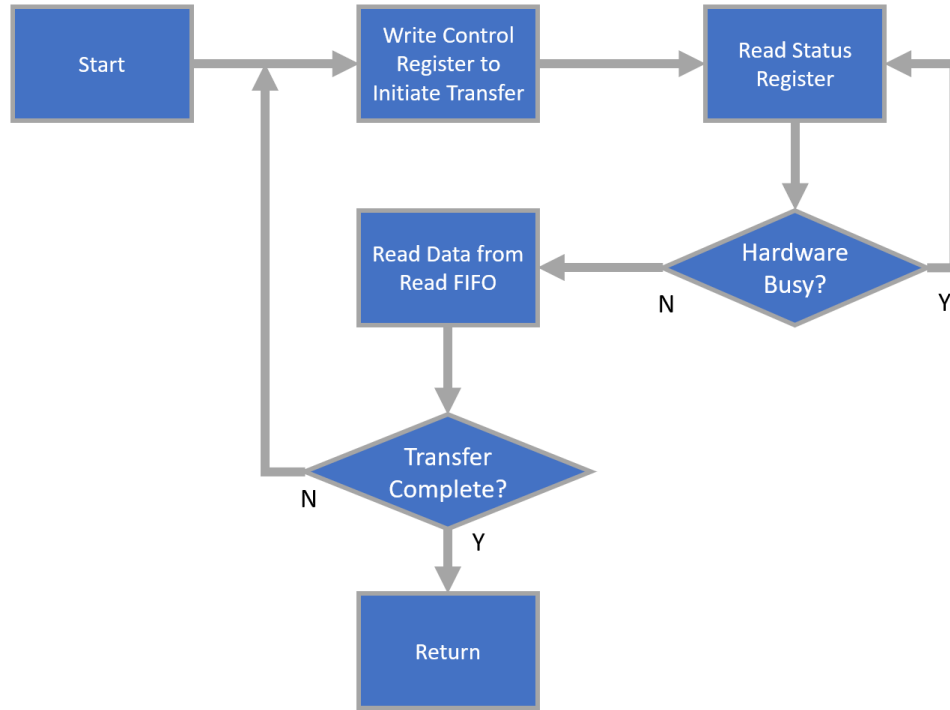 Start
Write Control
Register to
Initiate Transfer
Read Status
Register
Read Data from
Read FIFO
N
Hardware
Busy?
Y
Transfer
Complete?
N
Y
Return